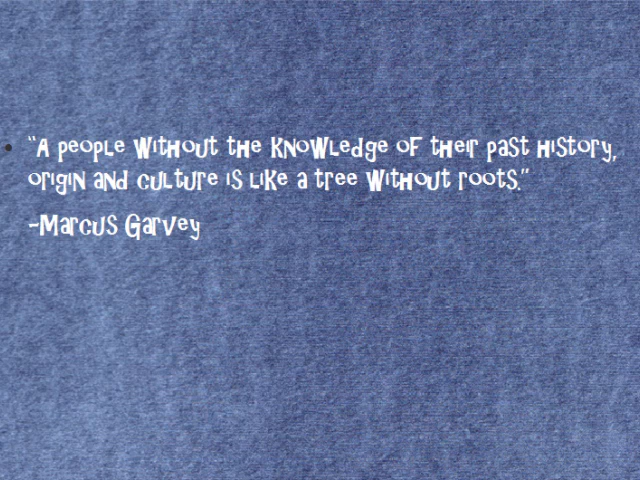 • “A people without the knowledge of their past history,
origin and culture is like a tree without roots.”
-Marcus Garvey